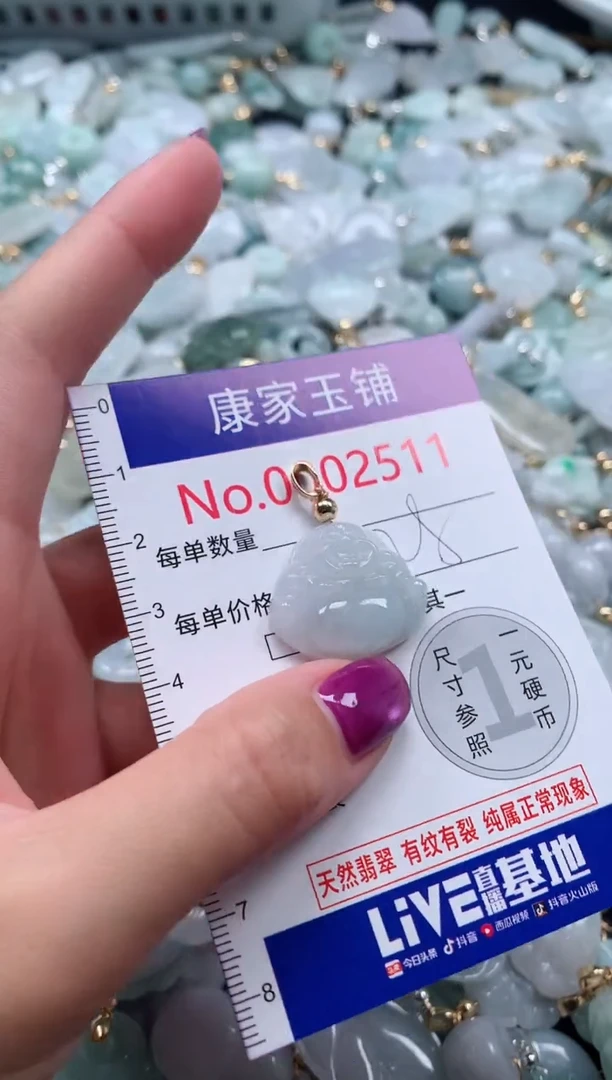 康家玉铺
No.0002511
每单数量
每单价格
其一
尺寸参照
1
一元硬币
天然翡翠 有纹有裂 纯属正常现象
LiVE直播基地
今日头条 抖音 西瓜视频 抖音火山版
0
1
2
3
4
7
8